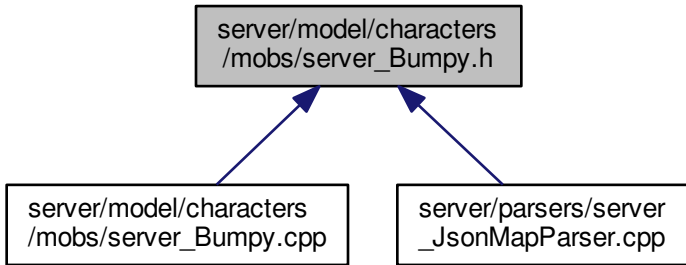 server/model/characters
/mobs/server_Bumpy.h
server/model/characters
/mobs/server_Bumpy.cpp
server/parsers/server
_JsonMapParser.cpp